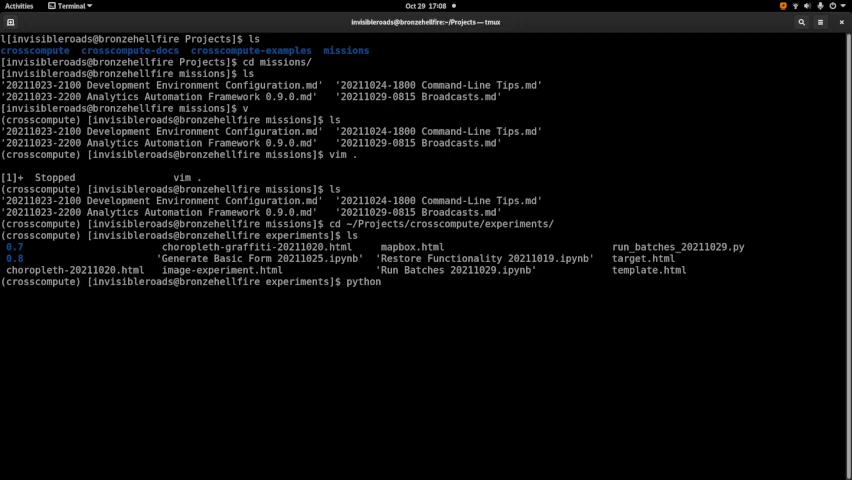 Activities Terminal Oct 29 17:08
invisibleroads@bronzehellfire:~/Projects — tmux
l[invisibleroads@bronzehellfire Projects]$ ls
crosscompute crosscompute-docs crosscompute-examples missions
[invisibleroads@bronzehellfire Projects]$ cd missions/
[invisibleroads@bronzehellfire missions]$ ls
'20211023-2100 Development Environment Configuration.md' '20211024-1800 Command-Line Tips.md'
'20211023-2200 Analytics Automation Framework 0.9.0.md' '20211029-0815 Broadcasts.md'
[invisibleroads@bronzehellfire missions]$ v
(crosscompute) [invisibleroads@bronzehellfire missions]$ ls
'20211023-2100 Development Environment Configuration.md' '20211024-1800 Command-Line Tips.md'
'20211023-2200 Analytics Automation Framework 0.9.0.md' '20211029-0815 Broadcasts.md'
(crosscompute) [invisibleroads@bronzehellfire missions]$ vim .
[1]+ Stopped vim .
(crosscompute) [invisibleroads@bronzehellfire missions]$ ls
'20211023-2100 Development Environment Configuration.md' '20211024-1800 Command-Line Tips.md'
'20211023-2200 Analytics Automation Framework 0.9.0.md' '20211029-0815 Broadcasts.md'
(crosscompute) [invisibleroads@bronzehellfire missions]$ cd ~/Projects/crosscompute/experiments/
(crosscompute) [invisibleroads@bronzehellfire experiments]$ ls
0.7 choropleth-graffiti-20211020.html mapbox.html run_batches_20211029.py
0.8 'Generate Basic Form 20211025.ipynb' 'Restore Functionality 20211019.ipynb' target.html
choropleth-20211020.html image-experiment.html 'Run Batches 20211029.ipynb' template.html
(crosscompute) [invisibleroads@bronzehellfire experiments]$ python